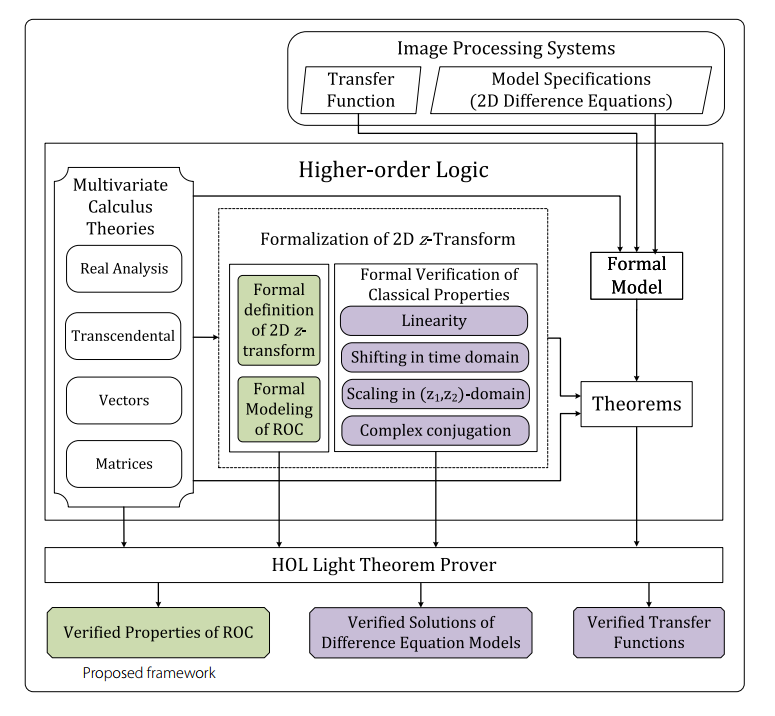 Image Processing Systems
Transfer
Function
Model Specifications
(2D Difference Equations)
Higher-order Logic
Multivariate
Calculus
Theories
Real Analysis
Transcendental
Vectors
Matrices
Formalization of 2D z-Transform
Formal
definition
of 2D z-
transform
Formal
Modeling
of ROC
Formal Verification of
Classical Properties
Linearity
Shifting in time domain
Scaling in (z₁,z₂)-domain
Complex conjugation
Formal
Model
Theorems
HOL Light Theorem Prover
Verified Properties of ROC
Verified Solutions of
Difference Equation Models
Verified Transfer
Functions
Proposed framework